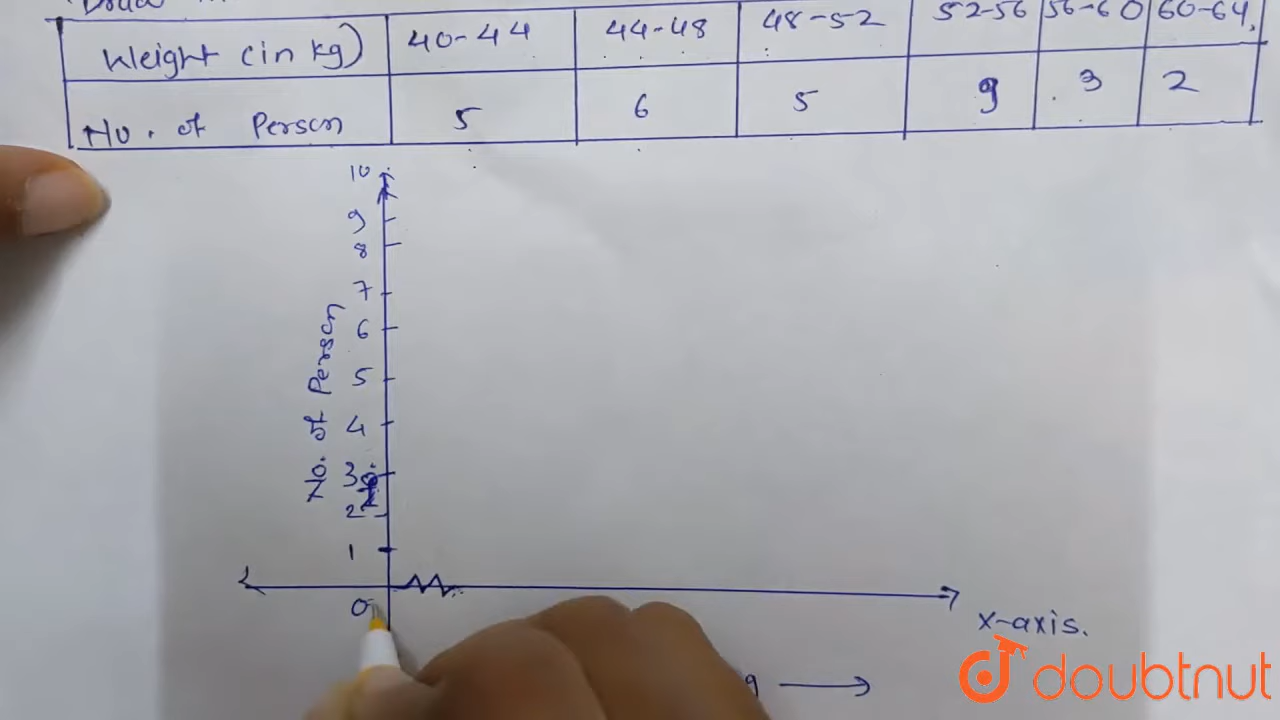 Weight (in kg) 40-44 44-48 48-52 52-56 56-60 60-64
No. of Person 5 6 5 9 3 2
10
9
8
7
6
5
4
3
2
1
0
No. of Person
x-axis.
doubtnut